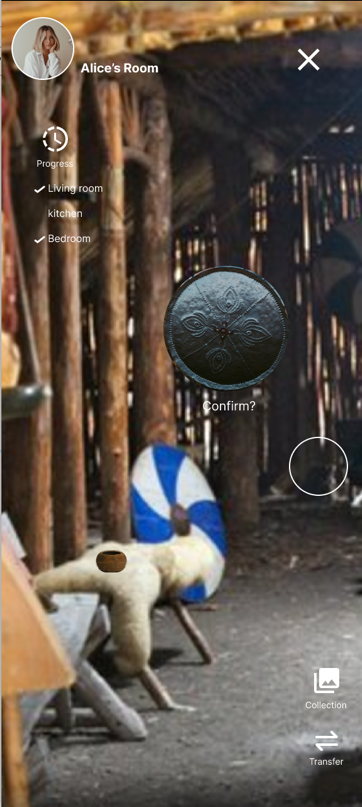 Alice's Room
Progress
Living room
kitchen
Bedroom
Confirm?
Collection
Transfer